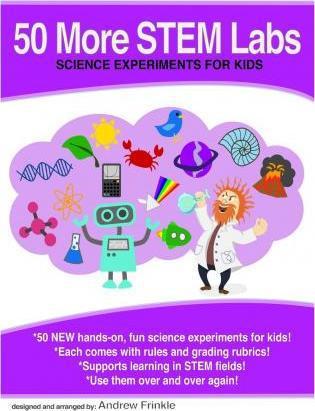 50 More STEM Labs
SCIENCE EXPERIMENTS FOR KIDS
*50 NEW hands-on, fun science experiments for kids!
*Each comes with rules and grading rubrics!
*Supports learning in STEM fields!
*Use them over and over again!
designed and arranged by: Andrew Frinkle